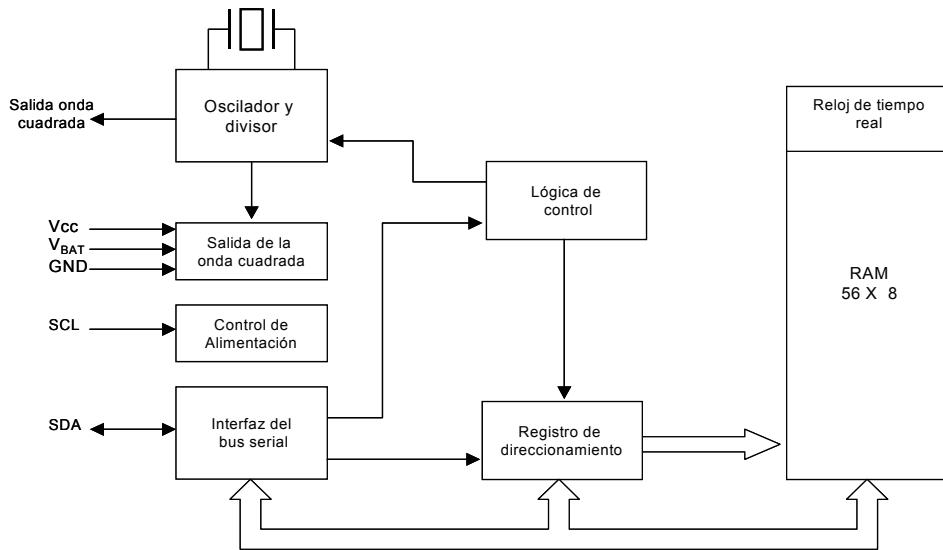 Salida onda
cuadrada
Oscilador y
divisor
Reloj de tiempo
real
Lógica de
control
Vcc
VBAT
GND
Salida de la
onda cuadrada
RAM
56 X 8
SCL
Control de
Alimentación
SDA
Interfaz del
bus serial
Registro de
direccionamiento